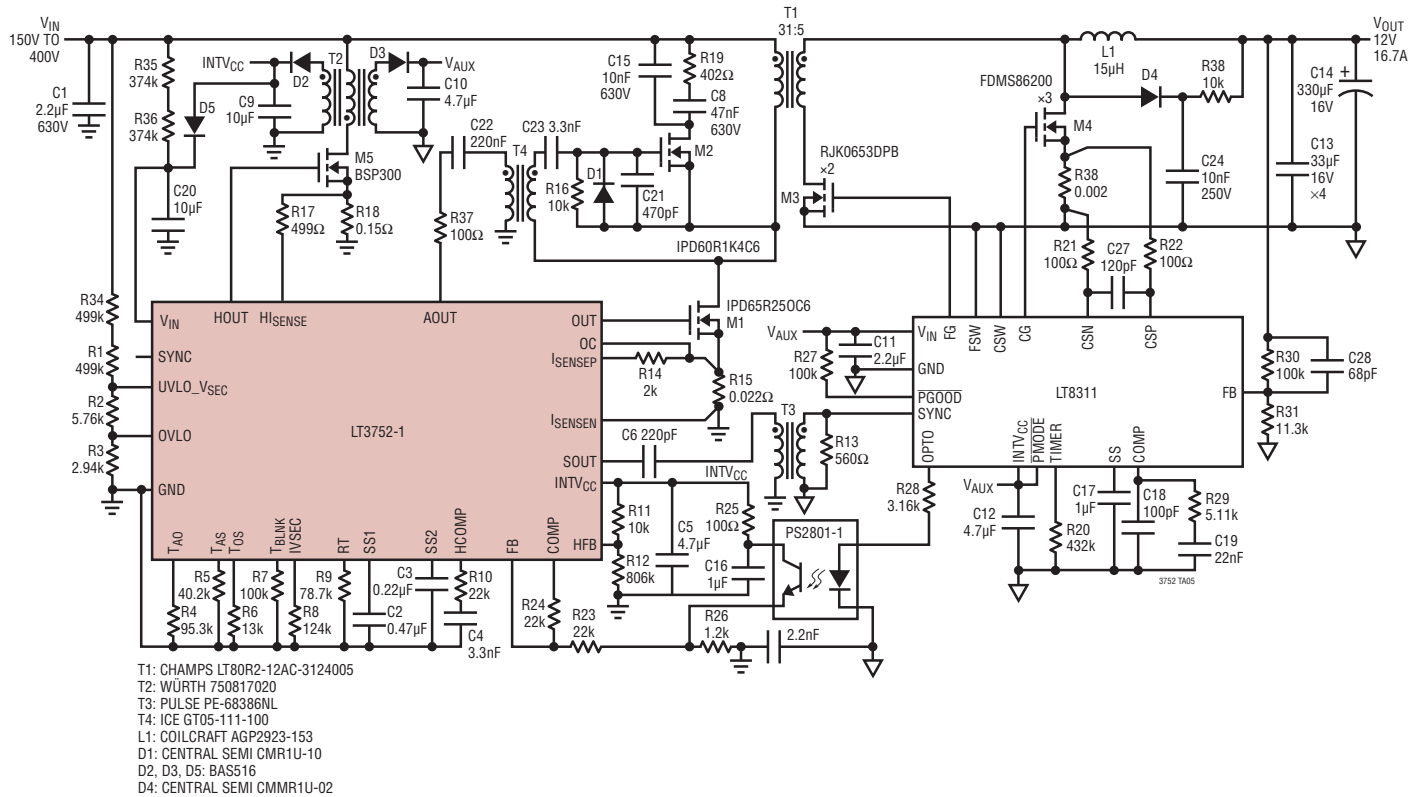 VIN
150V TO
400V
C1
2.2µF
630V
R35
374k
R36
374k
INTVCC
D2
D5
C9
10µF
C20
10µF
T2
D3
VAUX
C10
4.7µF
M5
BSP300
R17
499Ω
R18
0.15Ω
C22
220nF
R37
100Ω
T4
C23 3.3nF
R16
10k
D1
C21
470pF
C15
10nF
630V
R19
402Ω
C8
47nF
630V
M2
IPD60R1K4C6
T1
31:5
L1
15µH
FDMS86200
×3
M4
D4
R38
10k
R38
0.002
C24
10nF
250V
RJK0653DPB
×2
M3
VOUT
12V
16.7A
C14
330µF
16V
+
C13
33µF
16V
×4
R21
100Ω
C27
120pF
R22
100Ω
IPD65R25OC6
M1
R34
499k
R1
499k
R2
5.76k
R3
2.94k
VIN
SYNC
UVLO_VSEC
OVLO
GND
HOUT
HISENSE
AOUT
OUT
OC
ISENSEP
ISENSEN
SOUT
INTVCC
HFB
LT3752-1
TAO
TAS
TOS
TBLNK
IVSEC
RT
SS1
SS2
HCOMP
FB
COMP
R14
2k
R15
0.022Ω
C6 220pF
T3
R13
560Ω
INTVCC
R11
10k
R12
806k
C5
4.7µF
R25
100Ω
C16
1µF
PS2801-1
R28
3.16k
VAUX
R27
100k
C11
2.2µF
VIN
GND
PGOOD
SYNC
FG
FSW
CSW
CG
CSN
CSP
LT8311
FB
OPTO
INTVCC
PMODE
TIMER
SS
COMP
R30
100k
C28
68pF
R31
11.3k
VAUX
C12
4.7µF
R20
432k
C17
1µF
C18
100pF
R29
5.11k
C19
22nF
3752 TA05
R4
95.3k
R5
40.2k
R6
13k
R7
100k
R8
124k
R9
78.7k
C2
0.47µF
C3
0.22µF
R10
22k
C4
3.3nF
R24
22k
R23
22k
R26
1.2k
2.2nF
T1: CHAMPS LT80R2-12AC-3124005
T2: WÜRTH 750817020
T3: PULSE PE-68386NL
T4: ICE GT05-111-100
L1: COILCRAFT AGP2923-153
D1: CENTRAL SEMI CMR1U-10
D2, D3, D5: BAS516
D4: CENTRAL SEMI CMMR1U-02